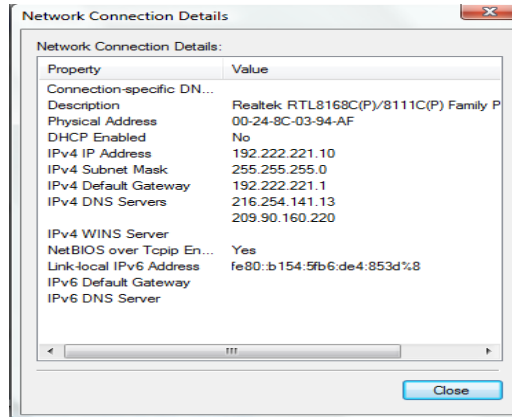 Network Connection Details
Network Connection Details:
Property Value
Connection-specific DN...
Description Realtek RTL8168C(P)/8111C(P) Family P
Physical Address 00-24-8C-03-94-AF
DHCP Enabled No
IPv4 IP Address 192.222.221.10
IPv4 Subnet Mask 255.255.255.0
IPv4 Default Gateway 192.222.221.1
IPv4 DNS Servers 216.254.141.13
209.90.160.220
IPv4 WINS Server
NetBIOS over Tcpip En... Yes
Link-local IPv6 Address fe80::b154:5fb6:de4:853d%8
IPv6 Default Gateway
IPv6 DNS Server
Close